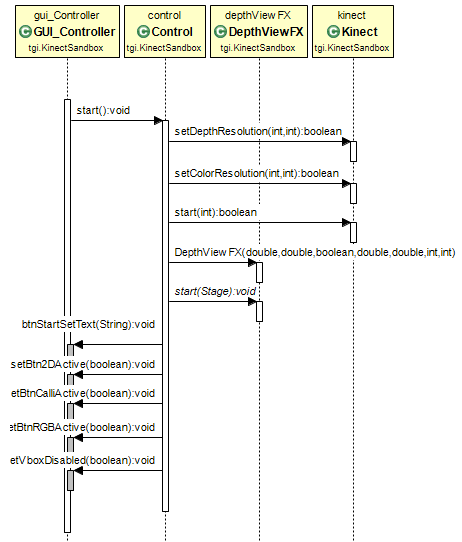 gui_Controller
GUI_Controller
tgi.KinectSandbox
control
Control
tgi.KinectSandbox
depthView FX
DepthViewFX
tgi.KinectSandbox
kinect
Kinect
tgi.KinectSandbox
start():void
setDepthResolution(int,int):boolean
setColorResolution(int,int):boolean
start(int):boolean
DepthView FX(double,double,boolean,double,double,int,int)
start(Stage):void
btnStartSetText(String):void
setBtn2DActive(boolean):void
etBtnCalliActive(boolean):void
etBtnRGBActive(boolean):void
etVboxDisabled(boolean):void